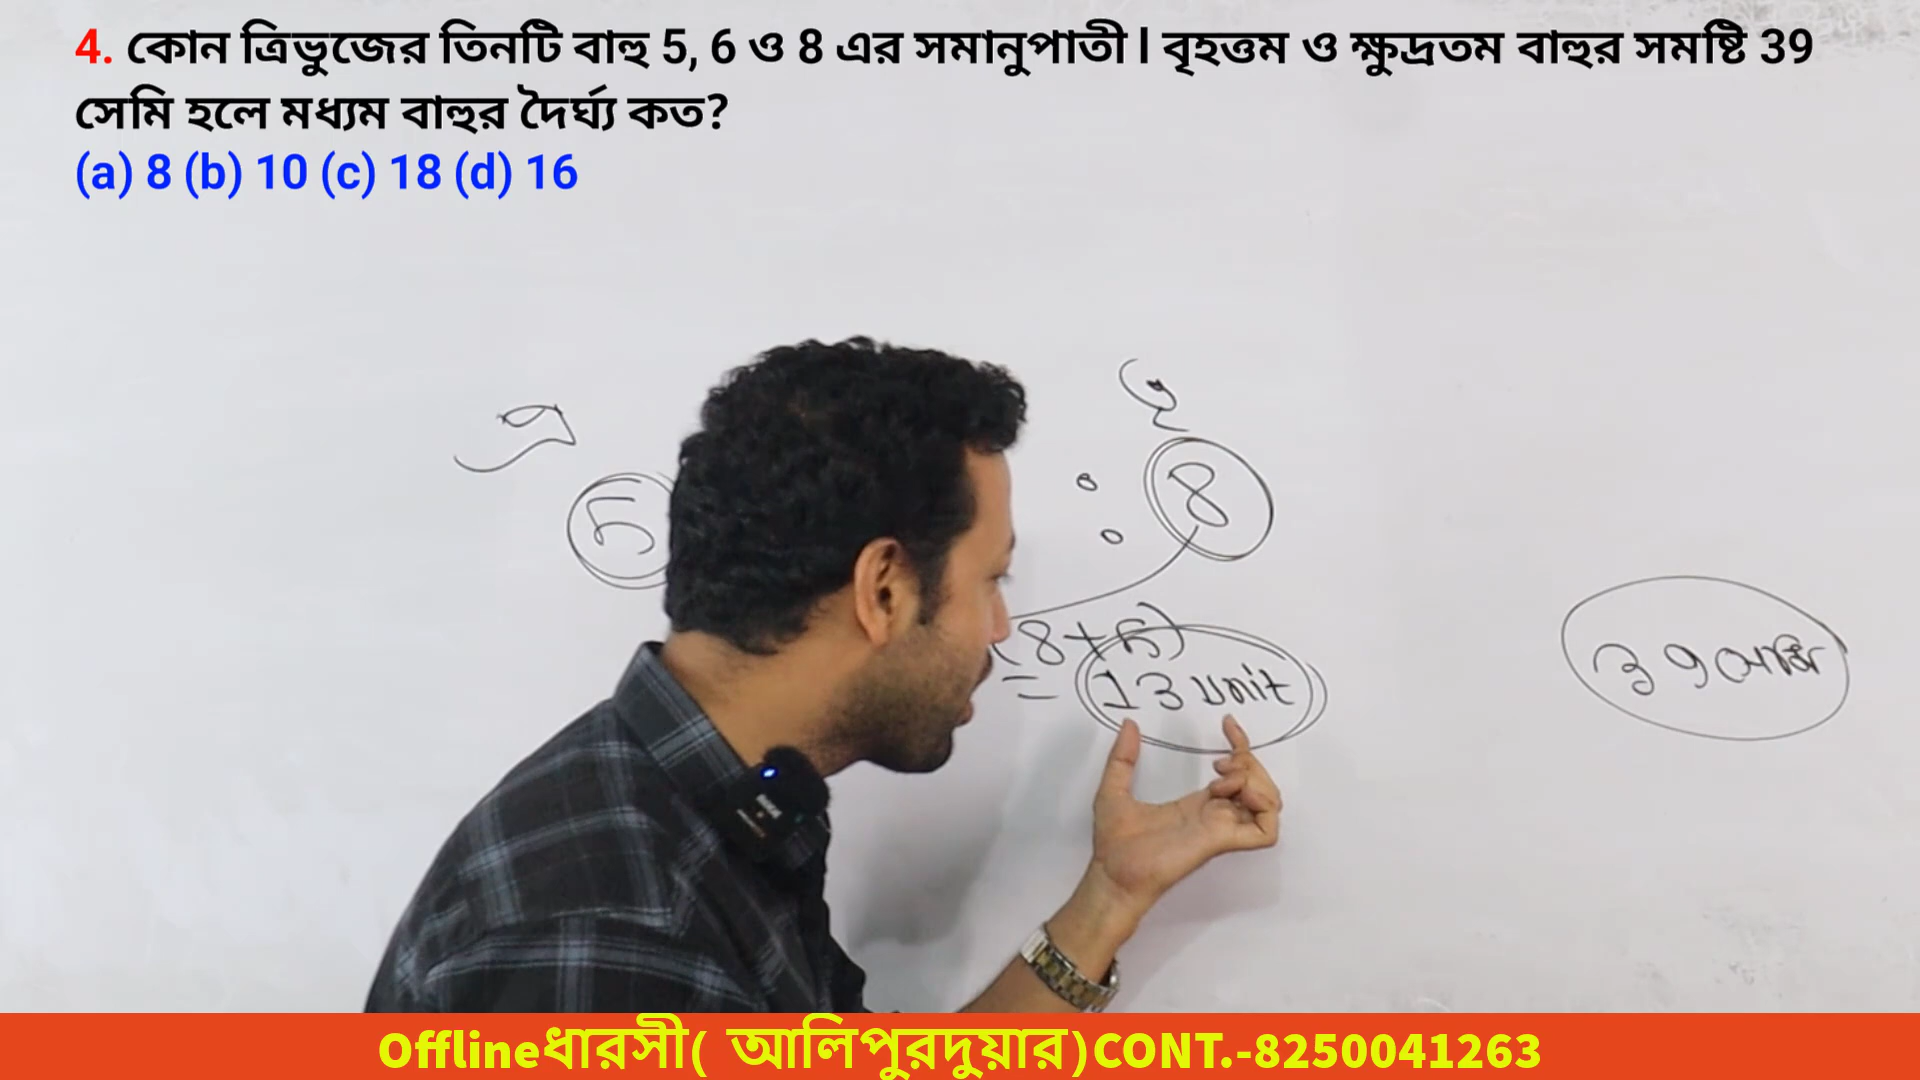 4. কোন ত্রিভুজের তিনটি বাহু 5, 6 ও 8 এর সমানুপাতী l বৃহত্তম ও ক্ষুদ্রতম বাহুর সমষ্টি 39
সেমি হলে মধ্যম বাহুর দৈর্ঘ্য কত?
(a) 8 (b) 10 (c) 18 (d) 16
5 : 8
(8+5)
= 13 unit
39 সেমি
Offlineধারসী( আলিপুরদুয়ার)CONT.-8250041263